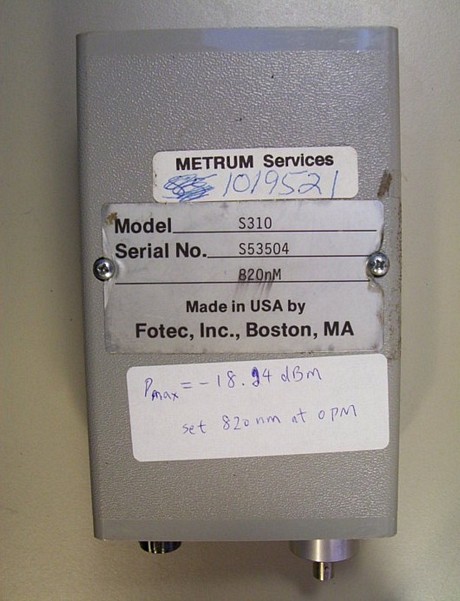 METRUM Services
1019521
Model S310
Serial No. S53504
820nM
Made in USA by
Fotec, Inc., Boston, MA
Pmax = -18.24 dBm
set 820nm at OPM